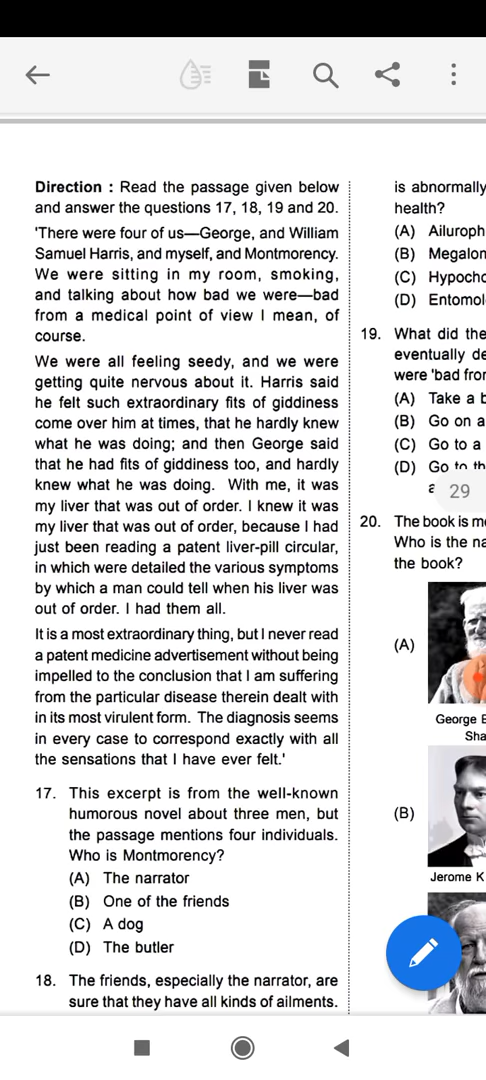 Direction : Read the passage given below
and answer the questions 17, 18, 19 and 20.
'There were four of us—George, and William
Samuel Harris, and myself, and Montmorency.
We were sitting in my room, smoking,
and talking about how bad we were—bad
from a medical point of view I mean, of
course.
We were all feeling seedy, and we were
getting quite nervous about it. Harris said
he felt such extraordinary fits of giddiness
come over him at times, that he hardly knew
what he was doing; and then George said
that he had fits of giddiness too, and hardly
knew what he was doing. With me, it was
my liver that was out of order. I knew it was
my liver that was out of order, because I had
just been reading a patent liver-pill circular,
in which were detailed the various symptoms
by which a man could tell when his liver was
out of order. I had them all.
It is a most extraordinary thing, but I never read
a patent medicine advertisement without being
impelled to the conclusion that I am suffering
from the particular disease therein dealt with
in its most virulent form. The diagnosis seems
in every case to correspond exactly with all
the sensations that I have ever felt.'
17. This excerpt is from the well-known
humorous novel about three men, but
the passage mentions four individuals.
Who is Montmorency?
(A) The narrator
(B) One of the friends
(C) A dog
(D) The butler
18. The friends, especially the narrator, are
sure that they have all kinds of ailments.
is abnormally
health?
(A) Ailuroph
(B) Megalom
(C) Hypocho
(D) Entomol
19. What did the
eventually de
were 'bad from
(A) Take a b
(B) Go on a
(C) Go to a
(D) Go to th
29
20. The book is m
Who is the na
the book?
(A)
George B
Sha
(B)
Jerome K